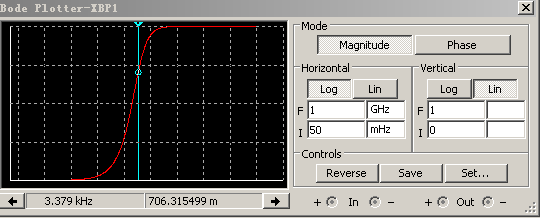 Bode Plotter-XBP1
Mode
Magnitude Phase
Horizontal Vertical
Log Lin Log Lin
F 1 GHz F 1
I 50 mHz I 0
Controls
Reverse Save Set...
3.379 kHz 706.315499 m + In - + Out -